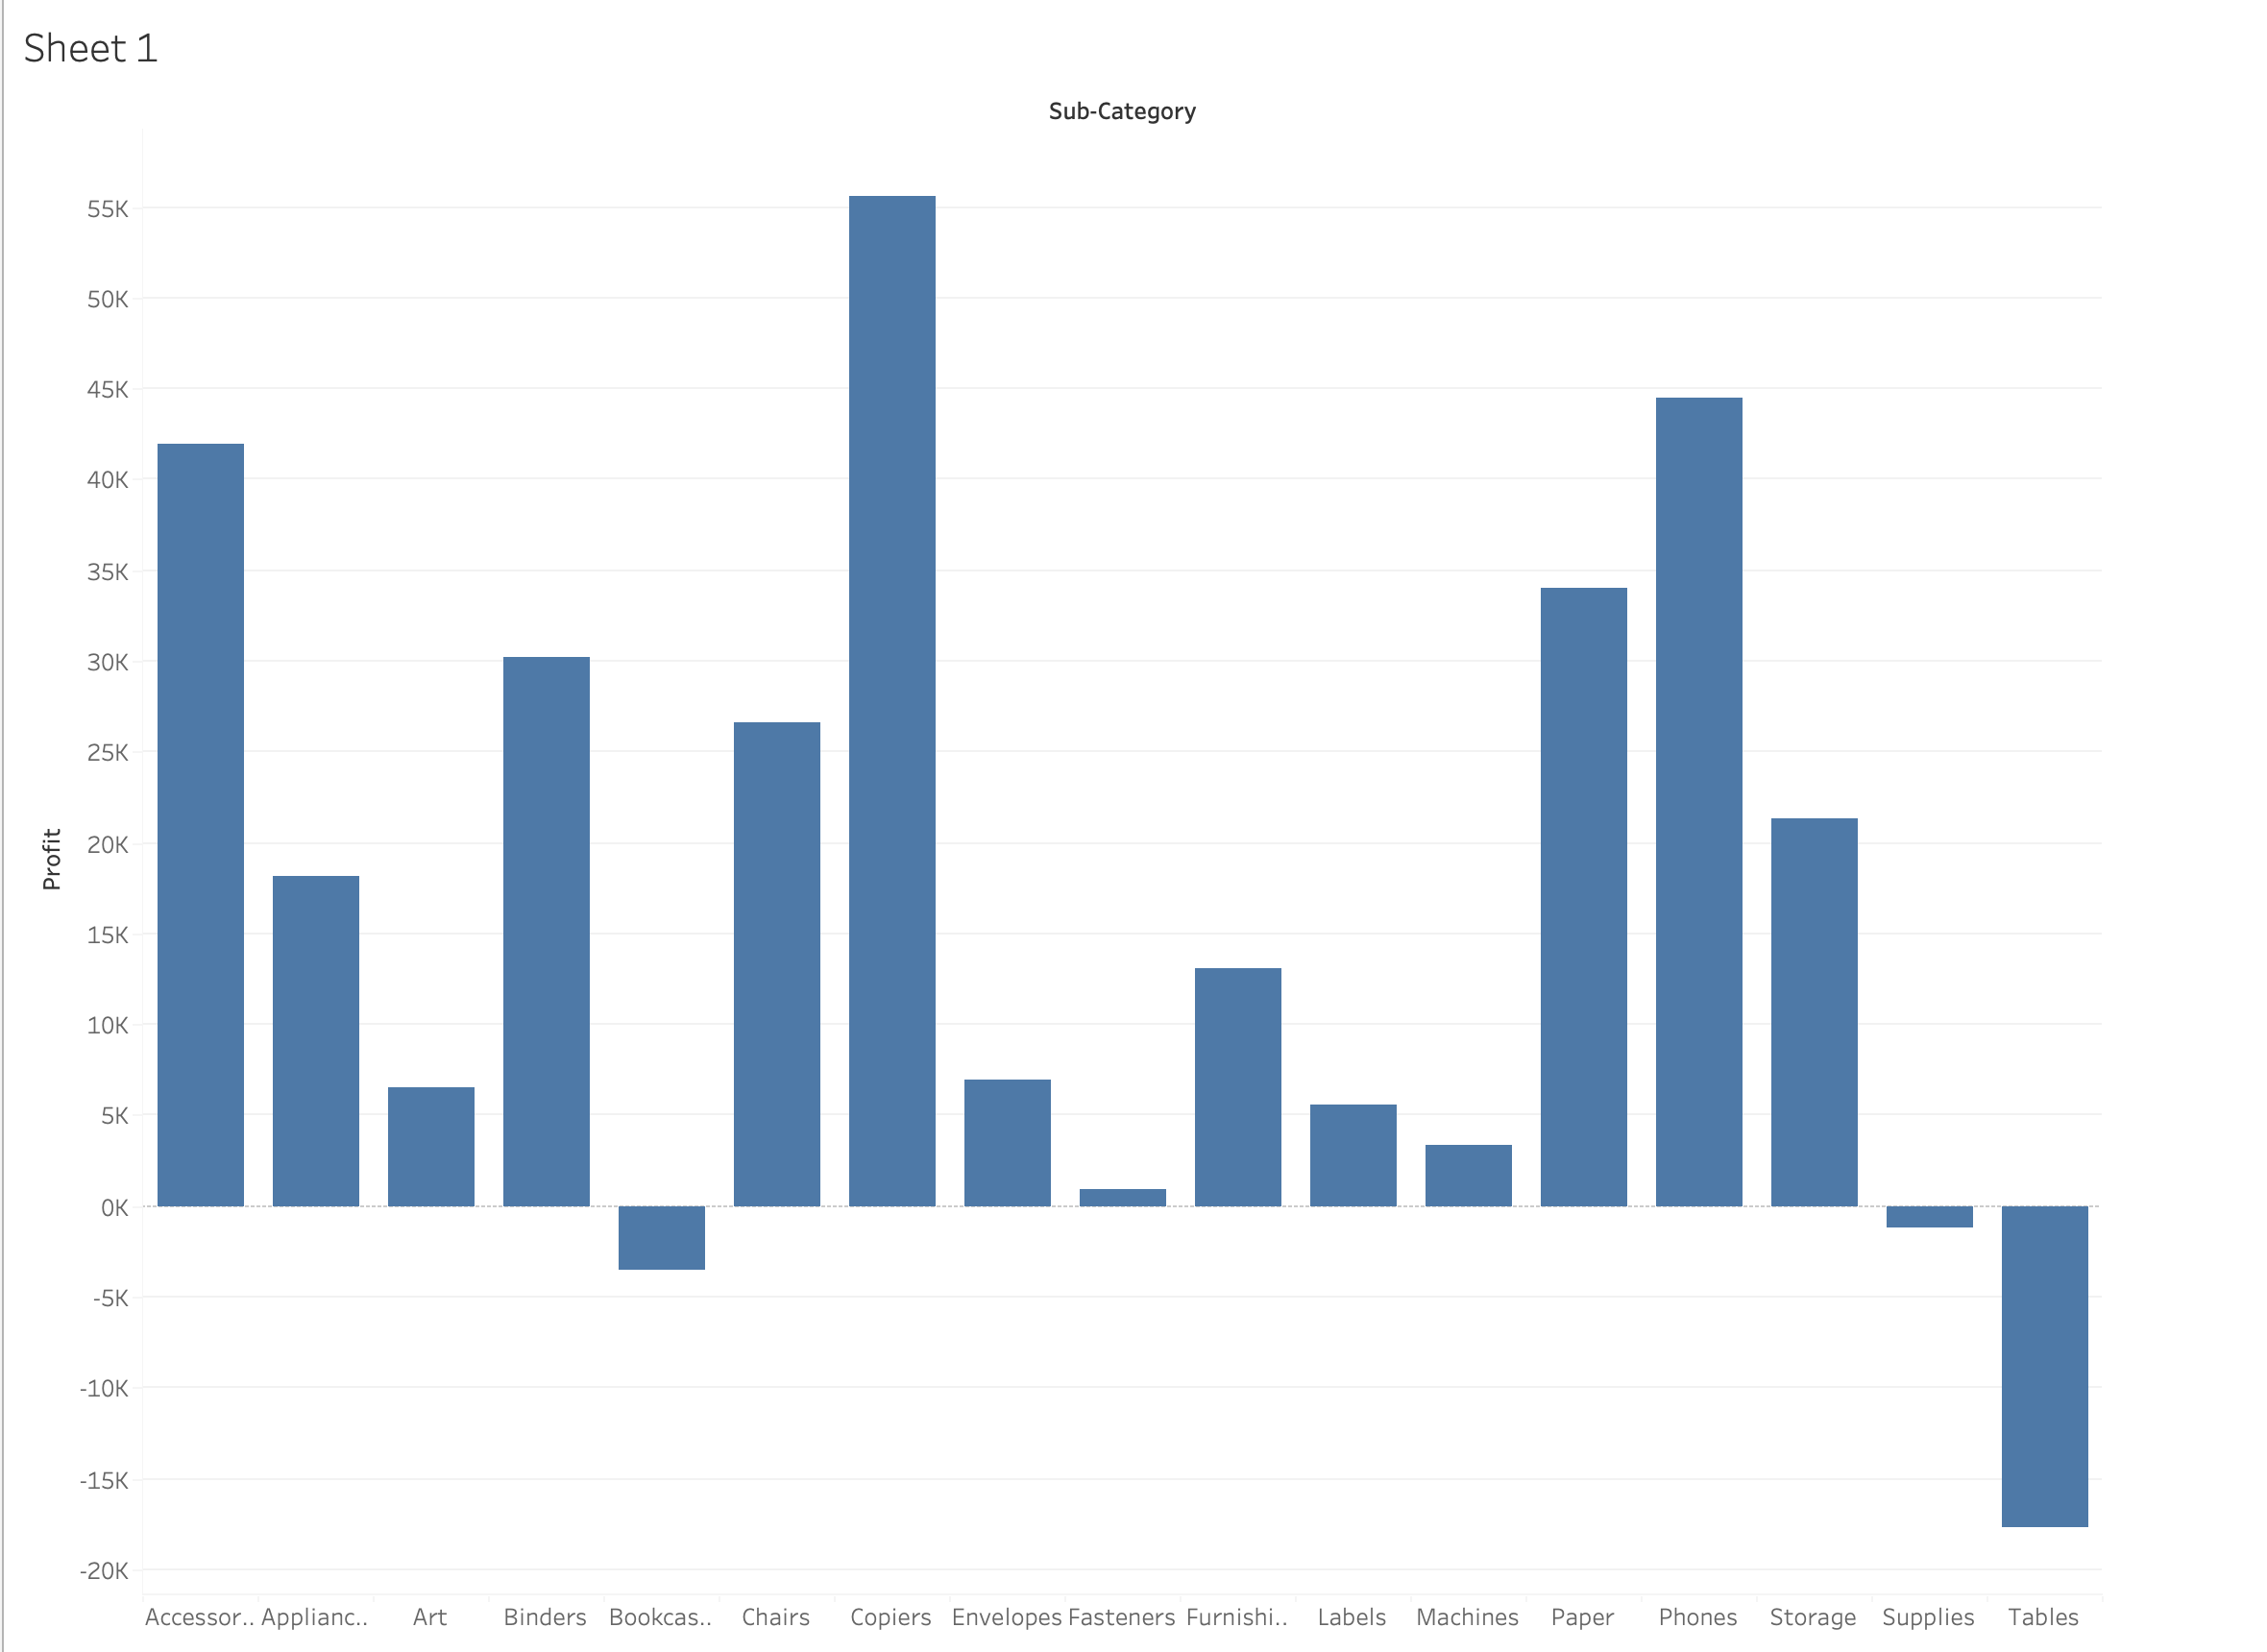 Sheet 1
Sub-Category
55K
50K
45K
40K
35K
30K
25K
20K
15K
10K
5K
0K
-5K
-10K
-15K
-20K
Profit
Accessor.. Applianc.. Art Binders Bookcas.. Chairs Copiers Envelopes Fasteners Furnishi.. Labels Machines Paper Phones Storage Supplies Tables